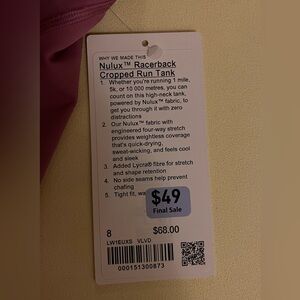 WHY WE MADE THIS
Nulux™ Racerback
Cropped Run Tank
1. Whether you're running 1 mile,
5k, or 10 000 metres, you can
count on this high-neck tank,
powered by Nulux™ fabric, to
get you through it with zero
distractions
2. Our Nulux™ fabric with
engineered four-way stretch
provides weightless coverage
that's quick-drying,
sweat-wicking, and feels cool
and sleek
3. Added Lycra® fibre for stretch
and shape retention
4. No side seams help prevent
chafing
5. Tight fit, wa
$49
Final Sale
8 $68.00
LW1EUXS VLVD
000151300873